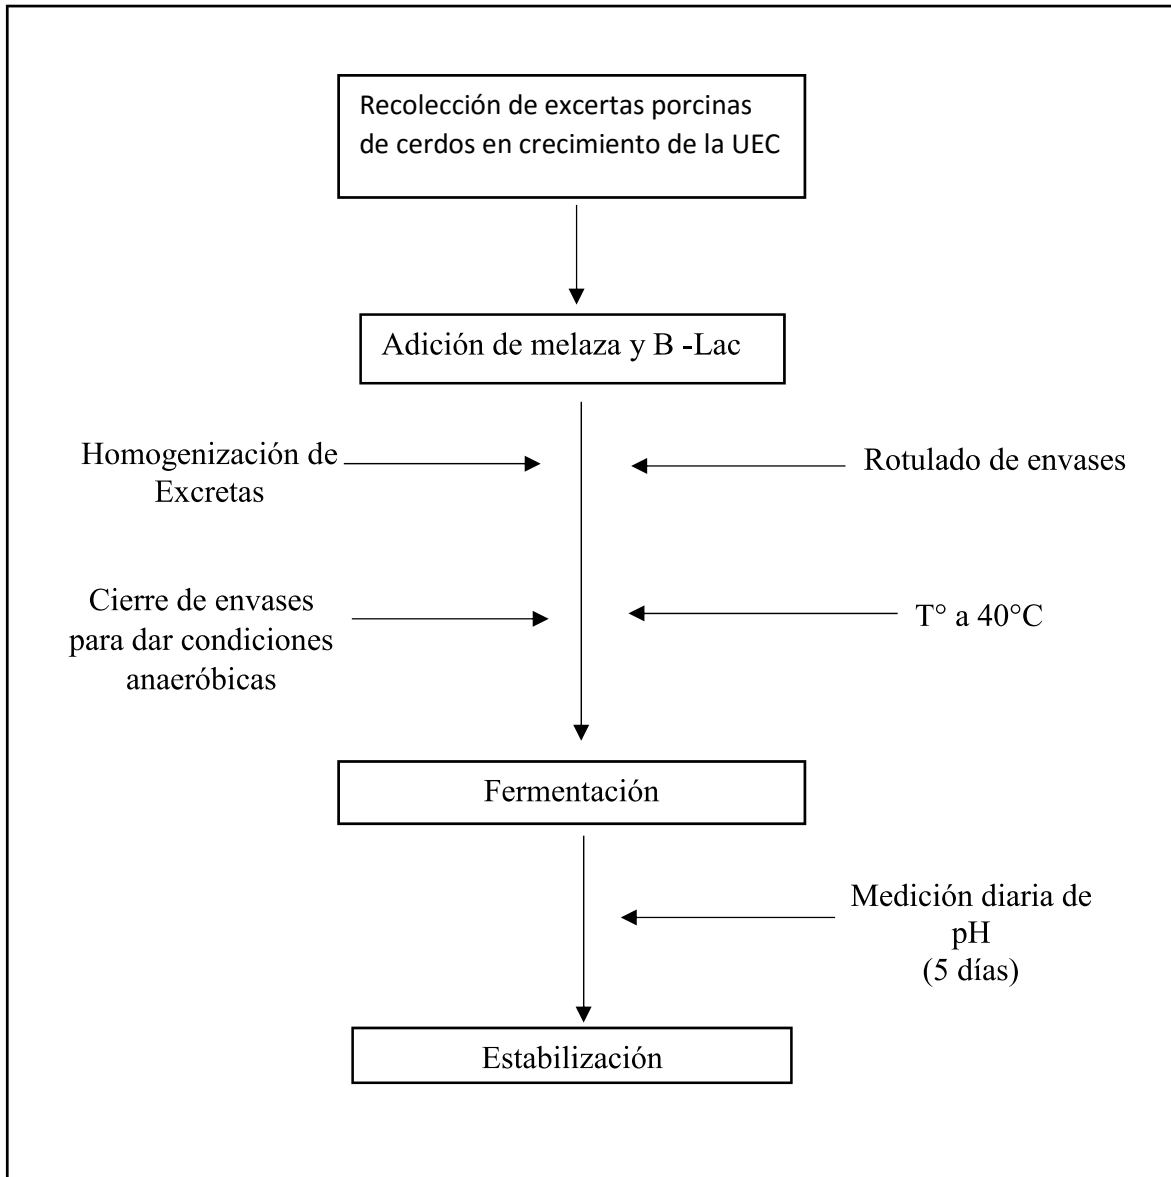 Recolección de excertas porcinas
de cerdos en crecimiento de la UEC
Adición de melaza y B -Lac
Homogenización de
Excretas
Rotulado de envases
Cierre de envases
para dar condiciones
anaeróbicas
T° a 40°C
Fermentación
Medición diaria de
pH
(5 días)
Estabilización